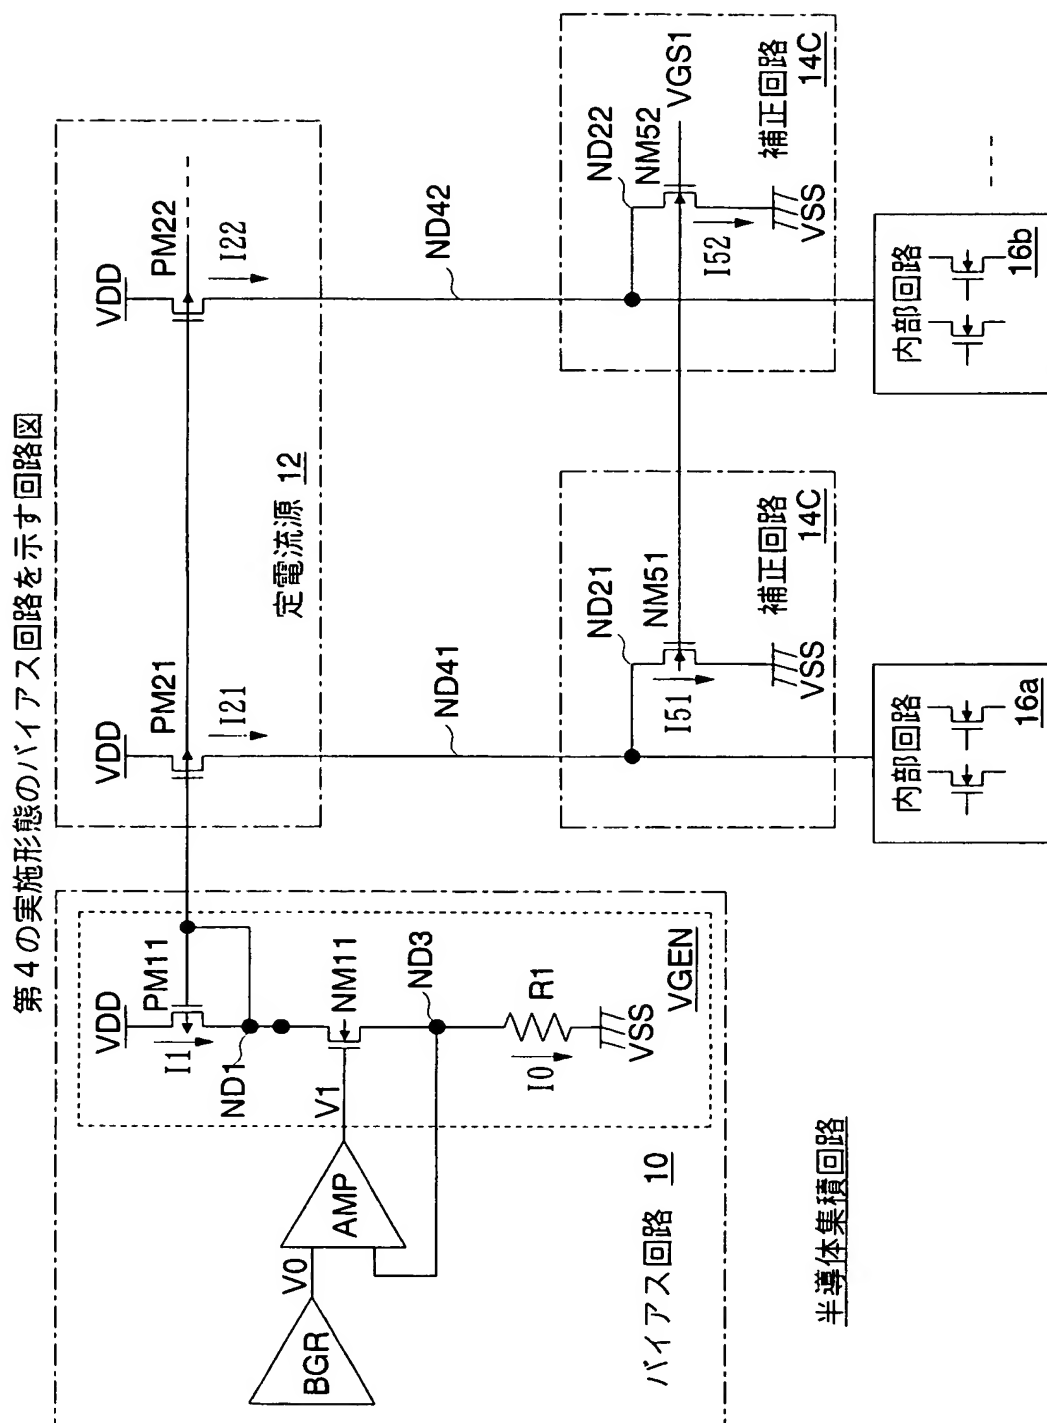 第4の実施形態のバイアス回路を示す回路図
VDD
PM11
I1
ND1
NM11
V1
ND3
R1
I0
VSS
VGEN
AMP
V0
BGR
バイアス回路 10
VDD
PM21
I21
VDD
PM22
I22
定電流源 12
ND41
ND42
ND21
NM51
I51
VSS
補正回路
14C
ND22
NM52
VGS1
I52
VSS
補正回路
14C
内部回路
16a
内部回路
16b
半導体集積回路